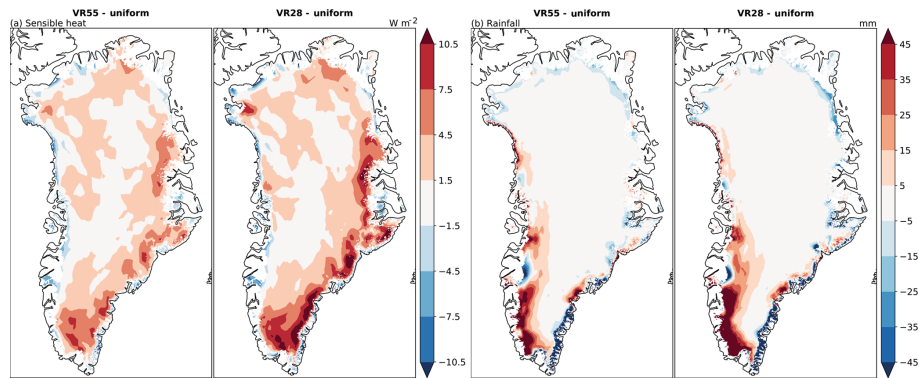 VR55 - uniform
VR28 - uniform
(a) Sensible heat
W m⁻²
10.5
7.5
4.5
1.5
−1.5
−4.5
−7.5
−10.5
VR55 - uniform
VR28 - uniform
(b) Rainfall
mm
45
35
25
15
5
−5
−15
−25
−35
−45